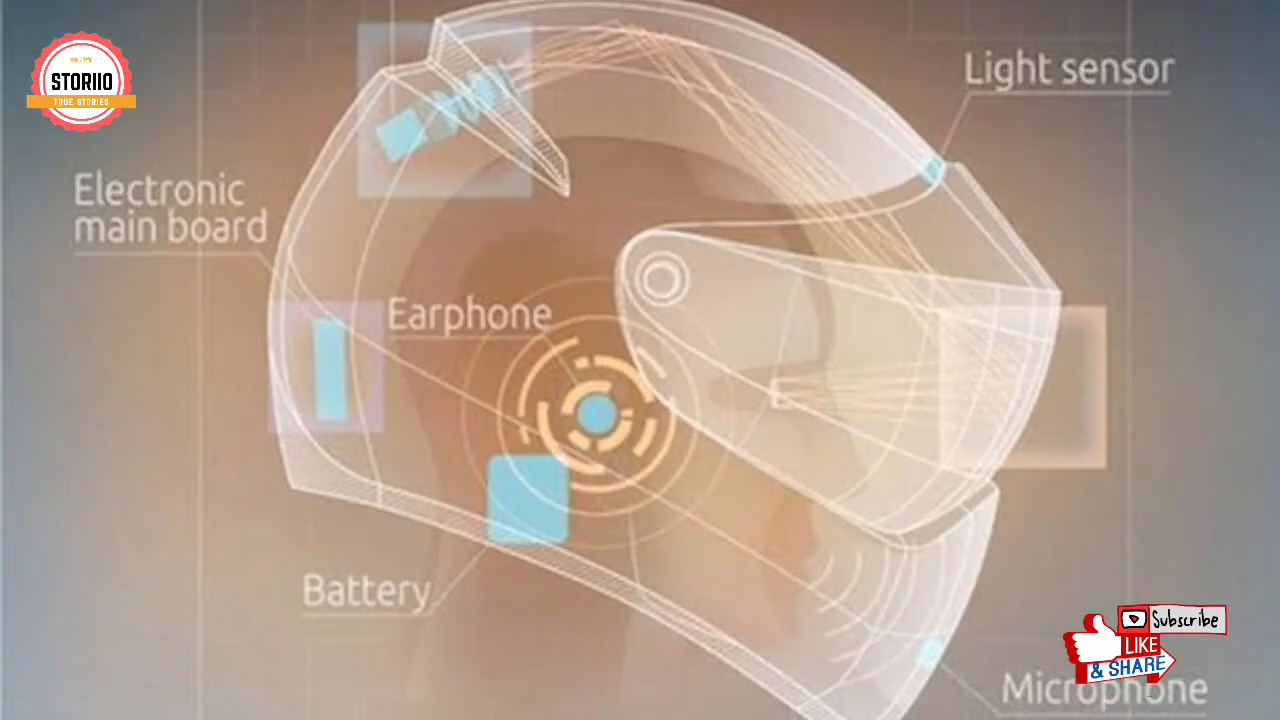 STORIIO
TRUE STORIES
Light sensor
Electronic
main board
Earphone
Battery
Subscribe
LIKE
& SHARE
Microphone